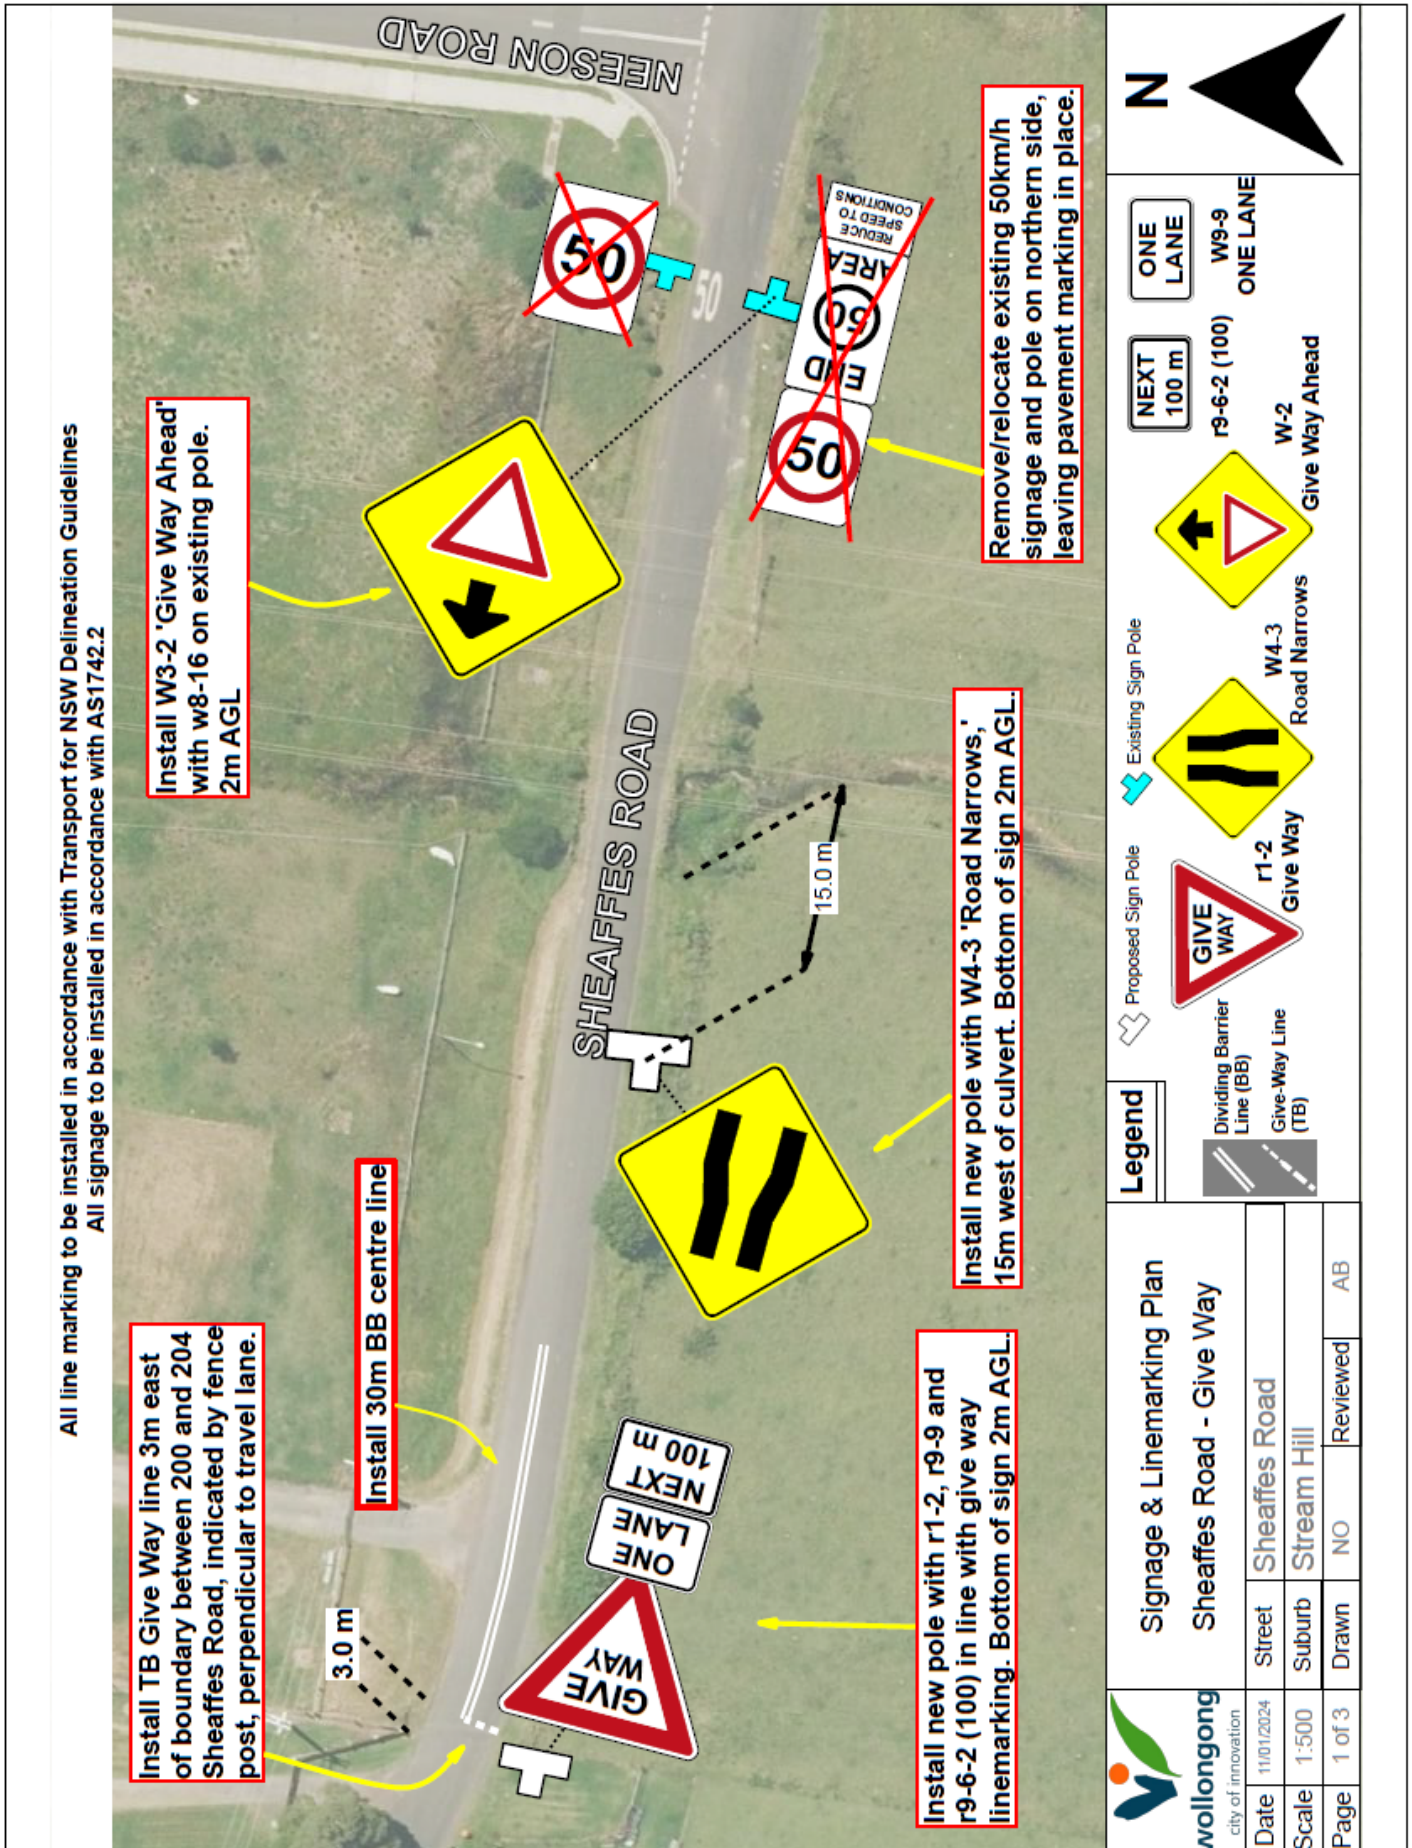 All line marking to be installed in accordance with Transport for NSW Delineation Guidelines
All signage to be installed in accordance with AS1742.2
Install TB Give Way line 3m east
of boundary between 200 and 204
Sheaffes Road, indicated by fence
post, perpendicular to travel lane.
3.0 m
Install 30m BB centre line
Install W3-2 'Give Way Ahead'
with w8-16 on existing pole.
2m AGL
NEESON ROAD
50
50
SHEAFFES ROAD
GIVE
WAY
ONE
LANE
NEXT
100 m
15.0 m
50
END
50
AREA
REDUCE
SPEED TO
CONDITIONS
Install new pole with r1-2, r9-9 and
r9-6-2 (100) in line with give way
linemarking. Bottom of sign 2m AGL.
Install new pole with W4-3 'Road Narrows,'
15m west of culvert. Bottom of sign 2m AGL.
Remove/relocate existing 50km/h
signage and pole on northern side,
leaving pavement marking in place.
wollongong
city of innovation
Signage & Linemarking Plan
Sheaffes Road - Give Way
Date 11/01/2024 Street Sheaffes Road
Scale 1:500 Suburb Stream Hill
Page 1 of 3 Drawn NO Reviewed AB
Legend
Proposed Sign Pole
Existing Sign Pole
Dividing Barrier
Line (BB)
Give-Way Line
(TB)
GIVE
WAY
r1-2
Give Way
W4-3
Road Narrows
W-2
Give Way Ahead
NEXT
100 m
r9-6-2 (100)
ONE
LANE
W9-9
ONE LANE
N